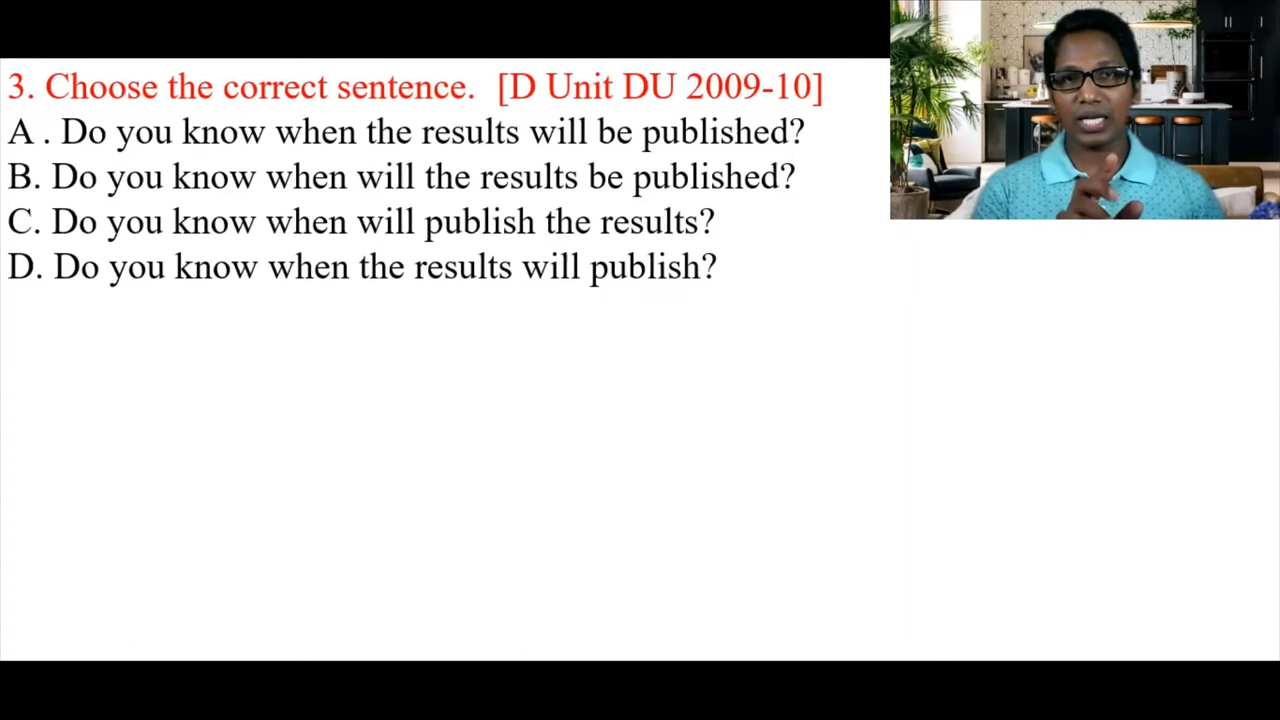 3. Choose the correct sentence. [D Unit DU 2009-10]
A . Do you know when the results will be published?
B. Do you know when will the results be published?
C. Do you know when will publish the results?
D. Do you know when the results will publish?